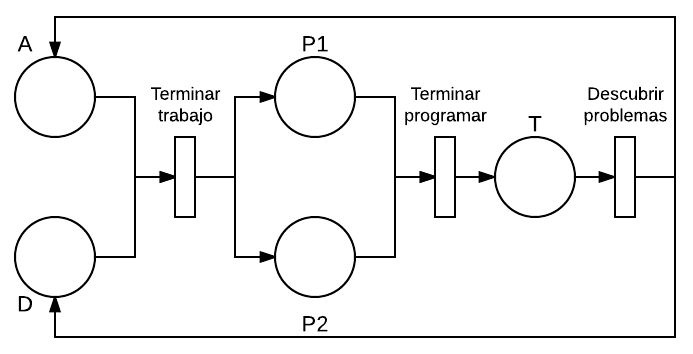 A
P1
Terminar
trabajo
Terminar
programar
T
Descubrir
problemas
D
P2